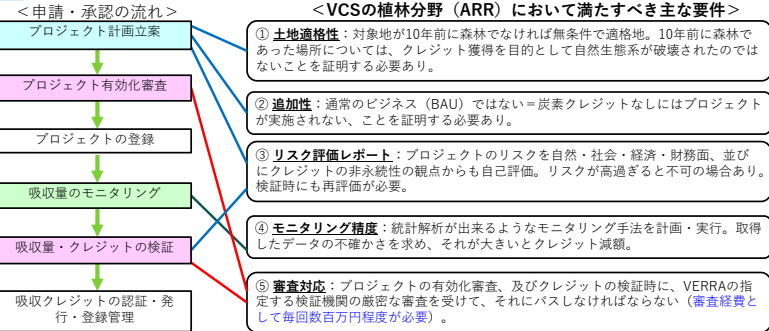 ＜申請・承認の流れ＞
プロジェクト計画立案
プロジェクト有効化審査
プロジェクトの登録
吸収量のモニタリング
吸収量・クレジットの検証
吸収クレジットの認証・発
行・登録管理
＜VCSの植林分野（ARR）において満たすべき主な要件＞
① 土地適格性：対象地が10年前に森林でなければ無条件で適格地。10年前に森林で
あった場所については、クレジット獲得を目的として自然生態系が破壊されたのでは
ないことを証明する必要あり。
② 追加性：通常のビジネス（BAU）ではない＝炭素クレジットなしにはプロジェクト
が実施されない、ことを証明する必要あり。
③ リスク評価レポート：プロジェクトのリスクを自然・社会・経済・財務面、並び
にクレジットの非永続性の観点からも自己評価。リスクが高過ぎると不可の場合あり。
検証時にも再評価が必要。
④ モニタリング精度：統計解析が出来るようなモニタリング手法を計画・実行。取得
したデータの不確かさを求め、それが大きいとクレジット減額。
⑤ 審査対応：プロジェクトの有効化審査、及びクレジットの検証時に、VERRAの指
定する検証機関の厳密な審査を受けて、それにパスしなければならない（審査経費と
して毎回数百万円程度が必要）。